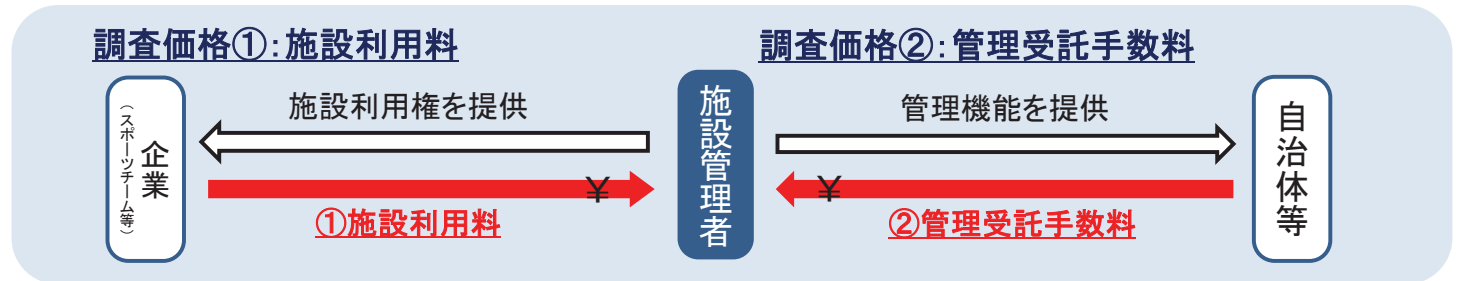 調査価格①:施設利用料
調査価格②:管理受託手数料
企業
(スポーツチーム等)
施設利用権を提供
¥
①施設利用料
施設管理者
管理機能を提供
¥
②管理受託手数料
自治体等